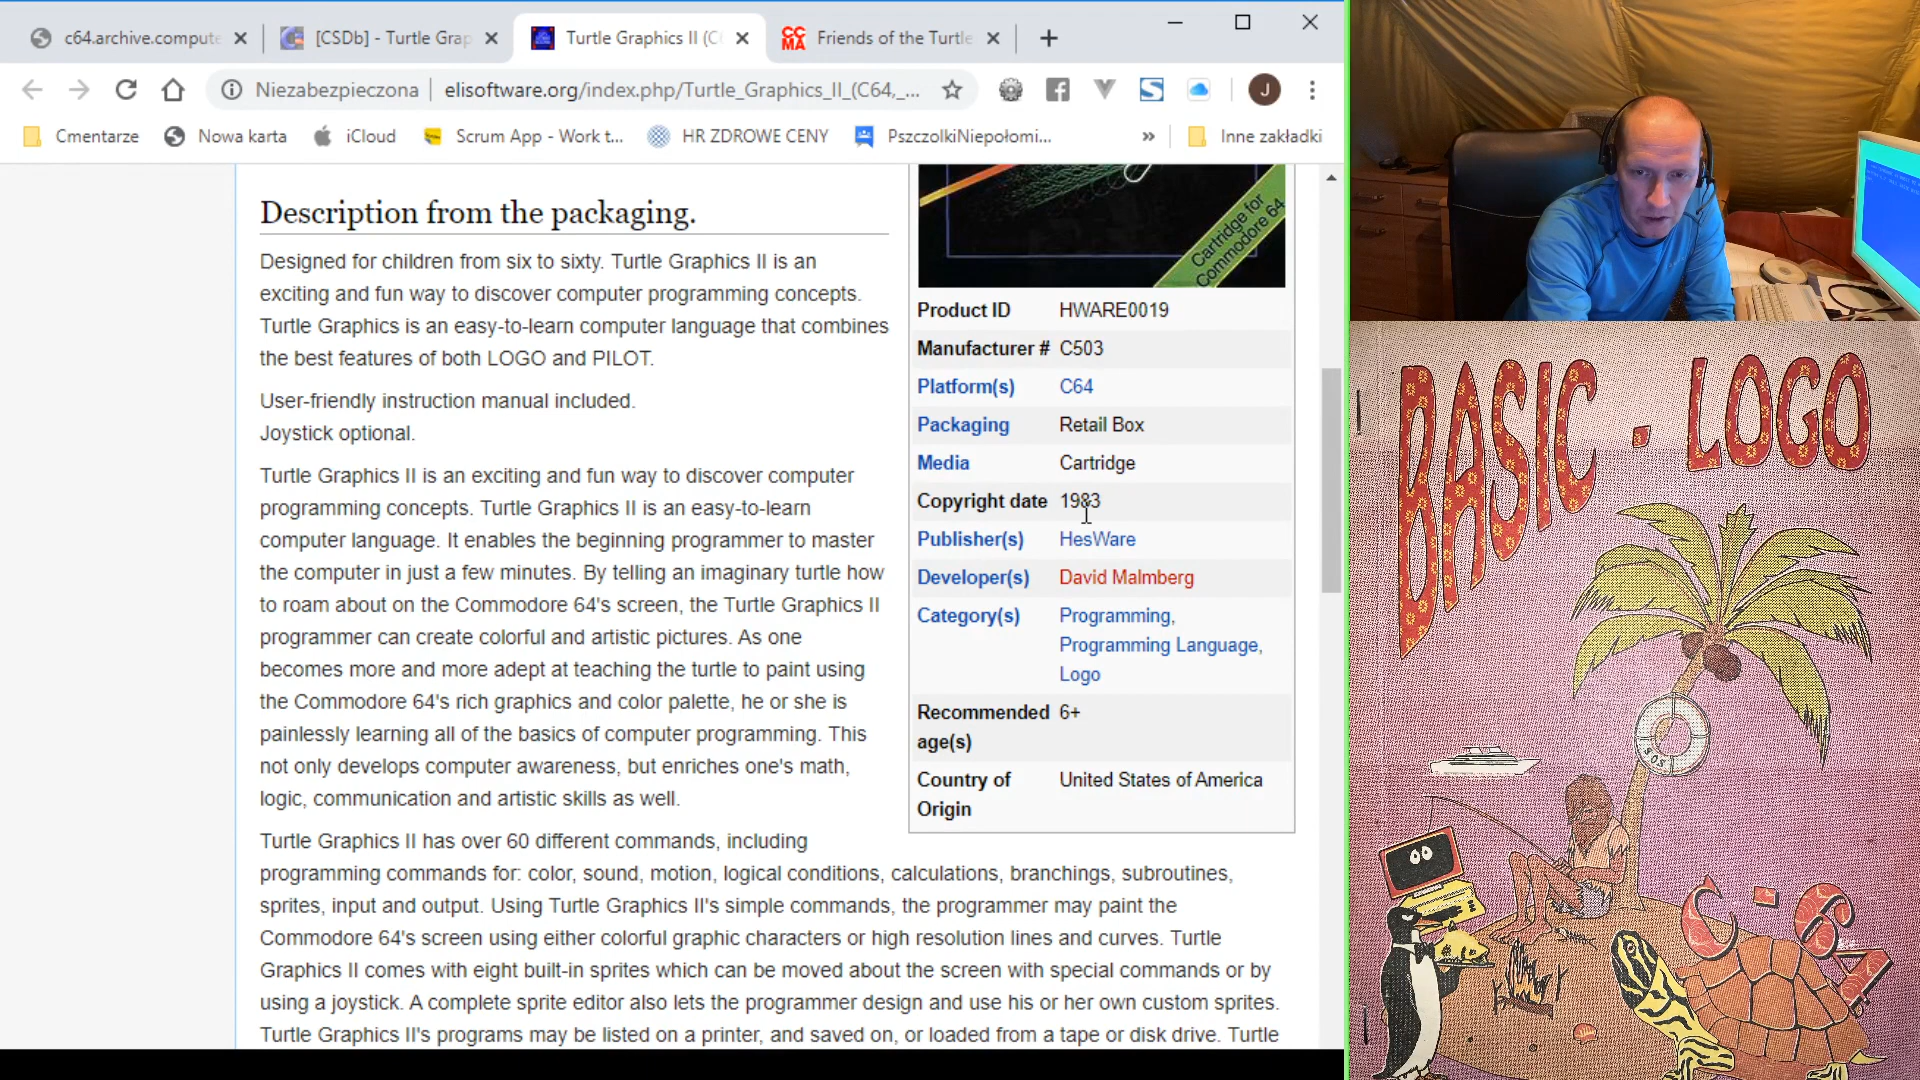 c64.archive.compute
[CSDb] - Turtle Grap
Turtle Graphics II (C
CC
MA
Friends of the Turtle
Niezabezpieczona
elisoftware.org/index.php/Turtle_Graphics_II_(C64,_...
J
Cmentarze
Nowa karta
iCloud
Scrum App - Work t...
HR ZDROWE CENY
PszczolkiNiepołomi...
»
Inne zakładki
Description from the packaging.
Designed for children from six to sixty. Turtle Graphics II is an
exciting and fun way to discover computer programming concepts.
Turtle Graphics is an easy-to-learn computer language that combines
the best features of both LOGO and PILOT.
User-friendly instruction manual included.
Joystick optional.
Turtle Graphics II is an exciting and fun way to discover computer
programming concepts. Turtle Graphics II is an easy-to-learn
computer language. It enables the beginning programmer to master
the computer in just a few minutes. By telling an imaginary turtle how
to roam about on the Commodore 64's screen, the Turtle Graphics II
programmer can create colorful and artistic pictures. As one
becomes more and more adept at teaching the turtle to paint using
the Commodore 64's rich graphics and color palette, he or she is
painlessly learning all of the basics of computer programming. This
not only develops computer awareness, but enriches one's math,
logic, communication and artistic skills as well.
Turtle Graphics II has over 60 different commands, including
programming commands for: color, sound, motion, logical conditions, calculations, branchings, subroutines,
sprites, input and output. Using Turtle Graphics II's simple commands, the programmer may paint the
Commodore 64's screen using either colorful graphic characters or high resolution lines and curves. Turtle
Graphics II comes with eight built-in sprites which can be moved about the screen with special commands or by
using a joystick. A complete sprite editor also lets the programmer design and use his or her own custom sprites.
Turtle Graphics II's programs may be listed on a printer, and saved on, or loaded from a tape or disk drive. Turtle
Cartridge for
Commodore 64
Product ID HWARE0019
Manufacturer # C503
Platform(s) C64
Packaging Retail Box
Media Cartridge
Copyright date 1983
Publisher(s) HesWare
Developer(s) David Malmberg
Category(s) Programming,
Programming Language,
Logo
Recommended 6+
age(s)
Country of United States of America
Origin
BASIC - LOGO
SOS
C-64